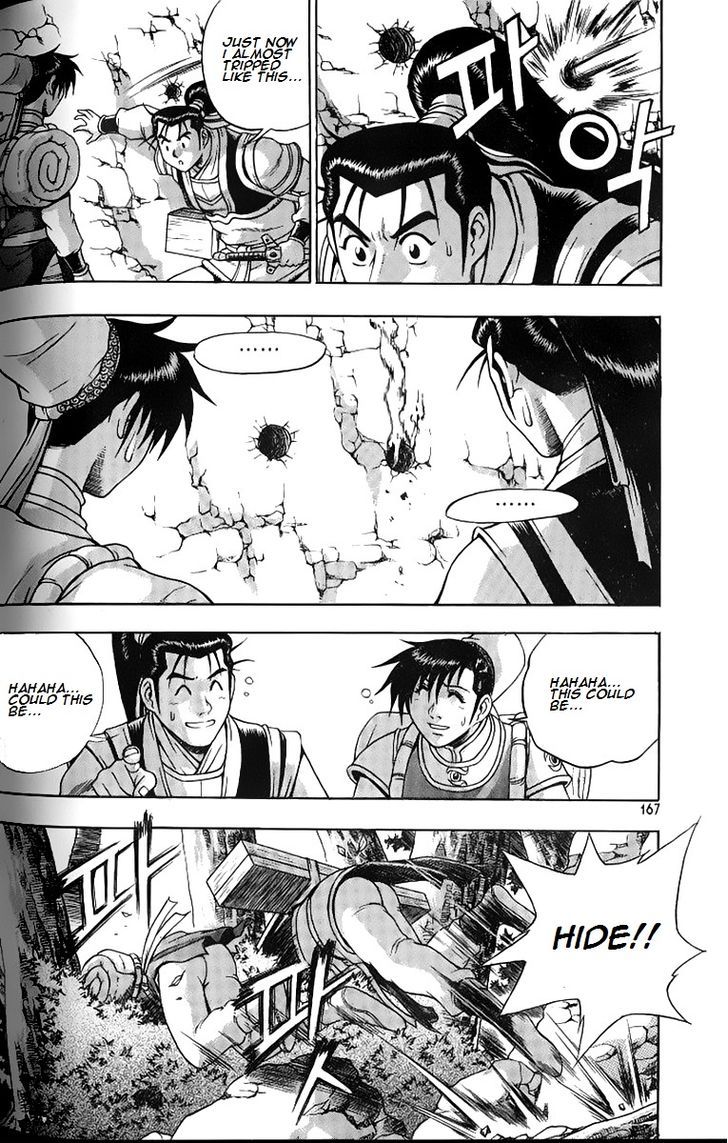 JUST NOW
I ALMOST
TRIPPED
LIKE THIS...
파
악
......
......
HAHAHA...
COULD THIS
BE...
HAHAHA...
THIS COULD
BE...
167
HIDE!!
파
파